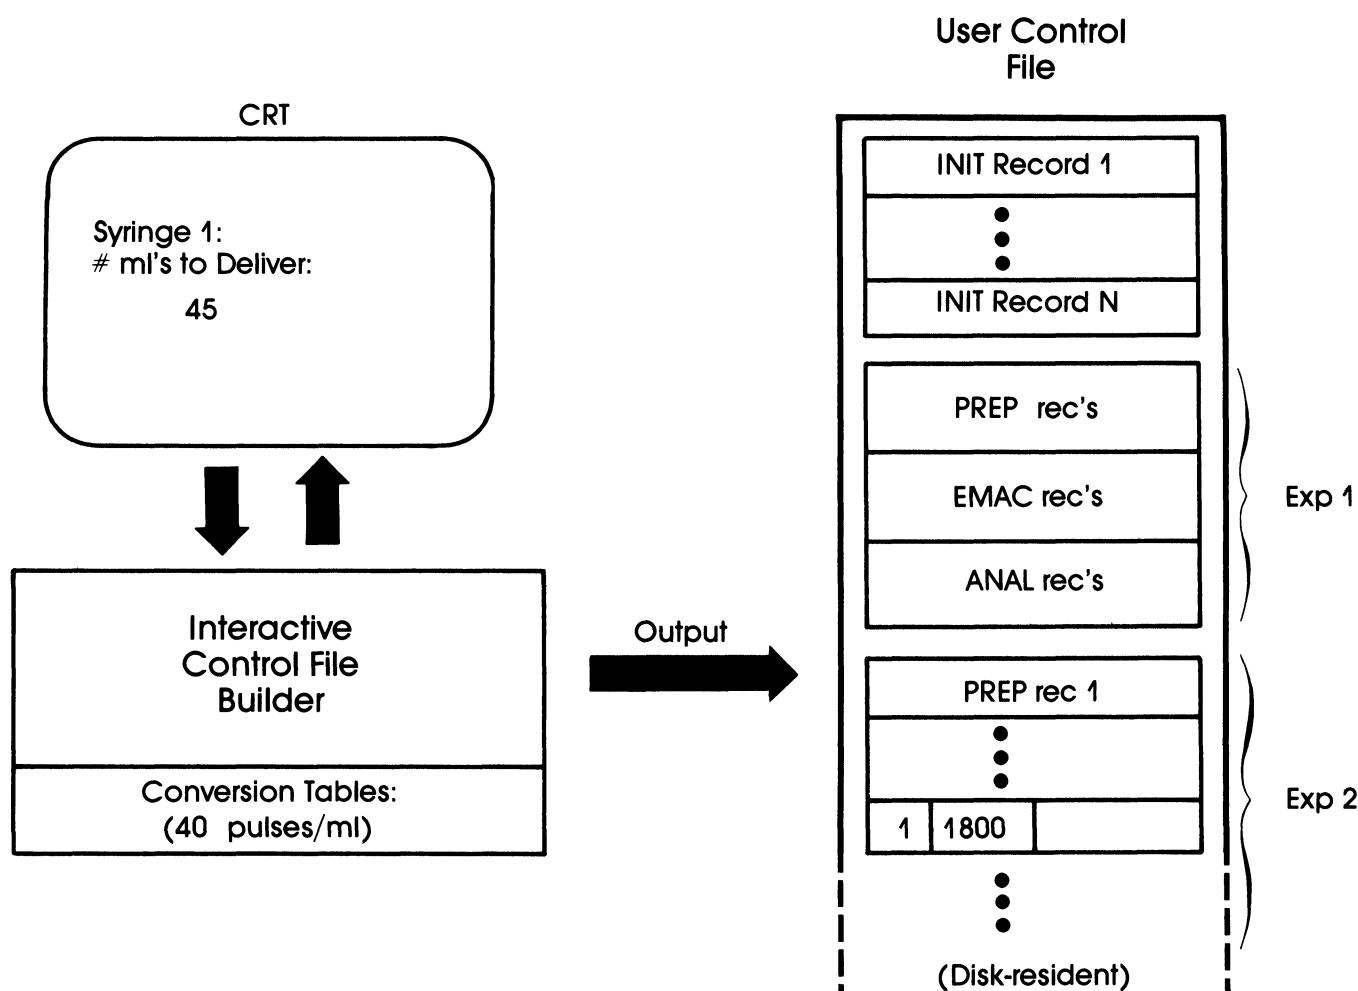 CRT
Syringe 1:
# ml's to Deliver:
45
Interactive
Control File
Builder
Conversion Tables:
(40 pulses/ml)
Output
User Control
File
INIT Record 1
INIT Record N
PREP rec's
EMAC rec's
ANAL rec's
Exp 1
PREP rec 1
1 1800
Exp 2
(Disk-resident)